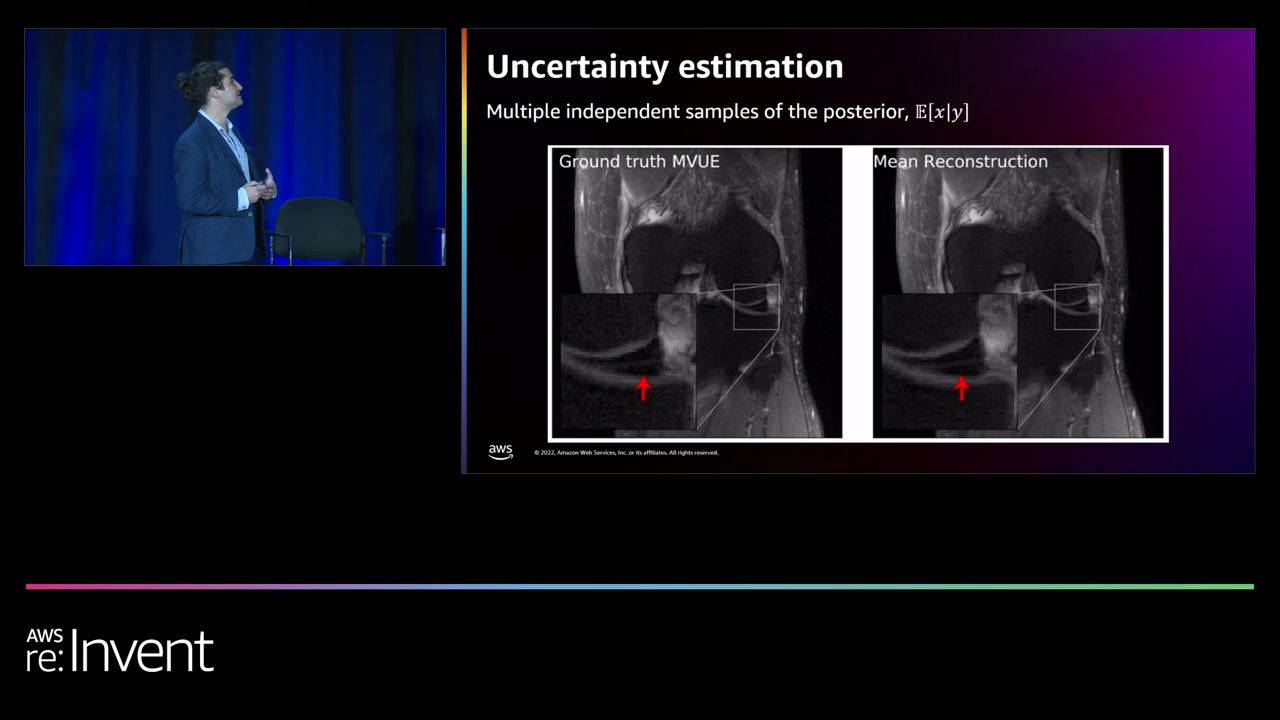 Uncertainty estimation
Multiple independent samples of the posterior, 𝔼[x|y]
Ground truth MVUE
Mean Reconstruction
aws
© 2022, Amazon Web Services, Inc. or its affiliates. All rights reserved.
AWS
re:Invent